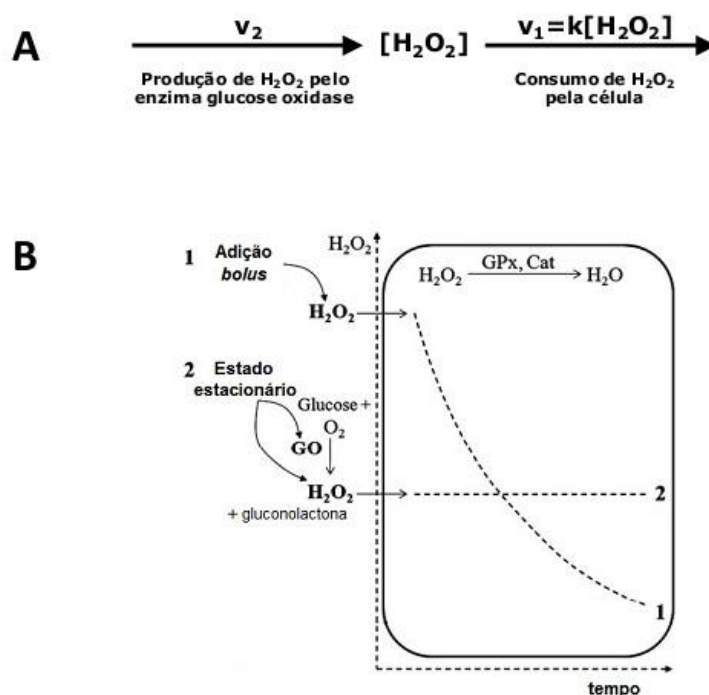 A
v₂
[H₂O₂]
v₁=k[H₂O₂]
Produção de H₂O₂ pelo
enzima glucose oxidase
Consumo de H₂O₂
pela célula
B
H₂O₂
1 Adição
bolus
H₂O₂
GPx, Cat
H₂O₂
H₂O
2 Estado
estacionário
Glucose +
O₂
GO
H₂O₂
+ gluconolactona
2
1
tempo